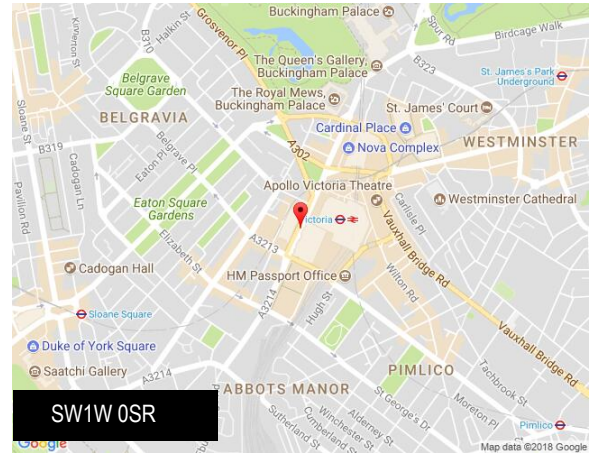 Buckingham Palace
Birdcage Walk
Spur Rd
B323
Grosvenor Pl
Halkin St
B310
Kinnerton St
The Queen's Gallery,
Buckingham Palace
St. James's Park
Underground
Belgrave
Square Garden
The Royal Mews,
Buckingham Palace
St. James' Court
BELGRAVIA
Cardinal Place
Nova Complex
WESTMINSTER
A302
Sloane St
B319
Cadogan Ln
Pavilion Rd
Eaton Pl
Belgrave Pl
Apollo Victoria Theatre
Westminster Cathedral
Carlisle Pl
Eaton Square
Gardens
Elizabeth St
ictoria
Vauxhall Bridge Rd
A3213
Cadogan Hall
HM Passport Office
Wilton Rd
Hugh St
A3214
Sloane Square
Vauxhall Bridge Rd
Duke of York Square
Saatchi Gallery
A3214
PIMLICO
Tachbrook St
ABBOTS MANOR
St George's Dr
Moreton Pl
SW1W 0SR
Sutherland St
Cumberland St
Winchester St
Alderney St
Pimlico
Google
Map data ©2018 Google